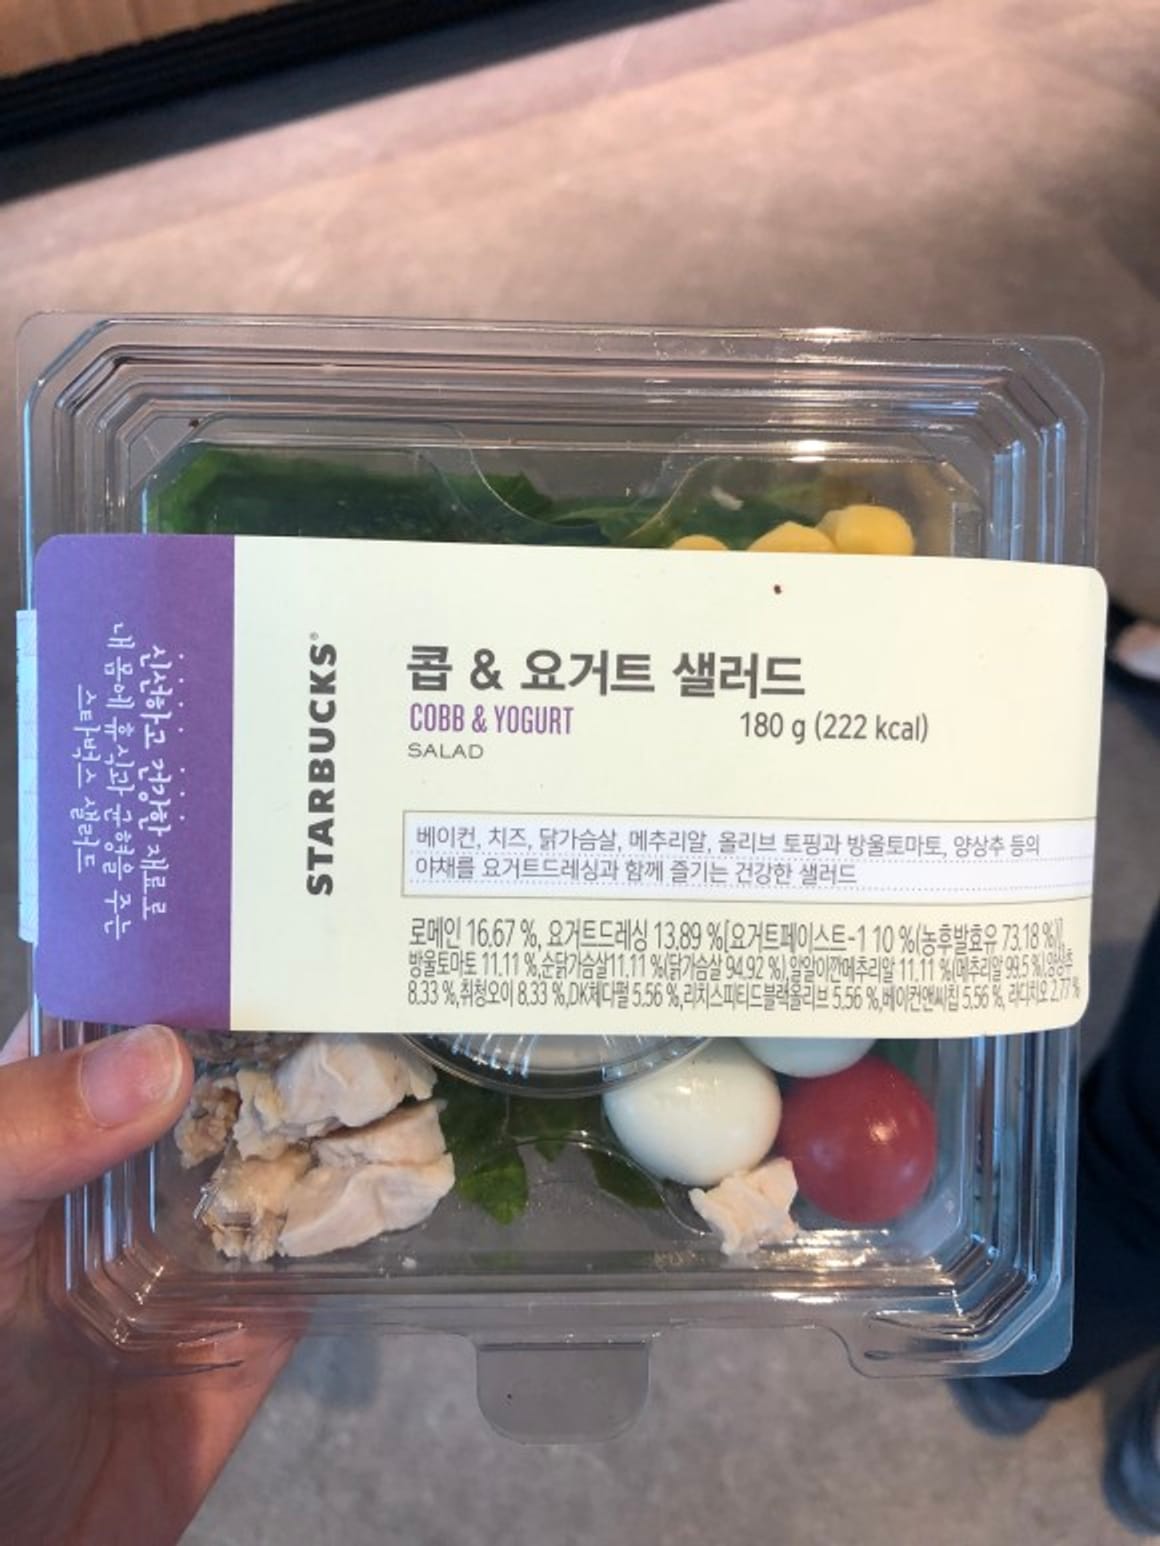 신선하고 건강한 재료로
내 몸에 휴식과 균형을 주는
스타벅스 샐러드
STARBUCKS®
콥 & 요거트 샐러드
COBB & YOGURT 180 g (222 kcal)
SALAD
베이컨, 치즈, 닭가슴살, 메추리알, 올리브 토핑과 방울토마토, 양상추 등의
야채를 요거트드레싱과 함께 즐기는 건강한 샐러드
로메인 16.67 %, 요거트드레싱 13.89 %[요거트페이스트-1 10 %(농후발효유 73.18 %)],
방울토마토 11.11 %,순닭가슴살11.11 %(닭가슴살 94.92 %),알알이깐메추리알 11.11 %(메추리알 99.5 %),양상추
8.33 %,취청오이 8.33 %,DK체다펄 5.56 %,리치스피티드블랙올리브 5.56 %,베이컨앤씨칩 5.56 %, 라디치오 2.77 %